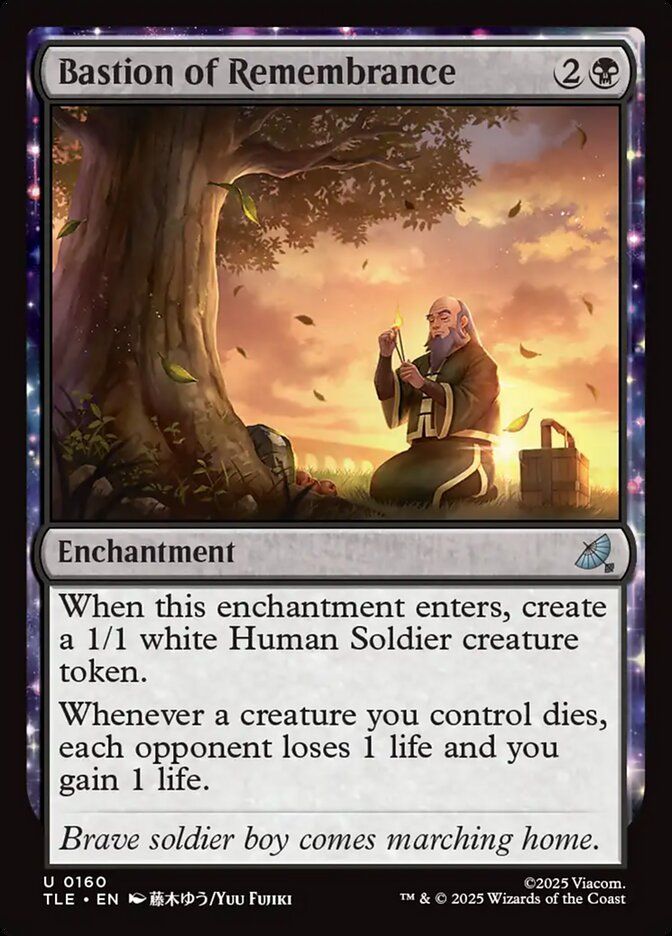 Bastion of Remembrance 2
Enchantment
When this enchantment enters, create
a 1/1 white Human Soldier creature
token.
Whenever a creature you control dies,
each opponent loses 1 life and you
gain 1 life.
Brave soldier boy comes marching home.
U 0160
TLE • EN 藤木ゆう/Yuu Fujiki
©2025 Viacom.
™ & © 2025 Wizards of the Coast